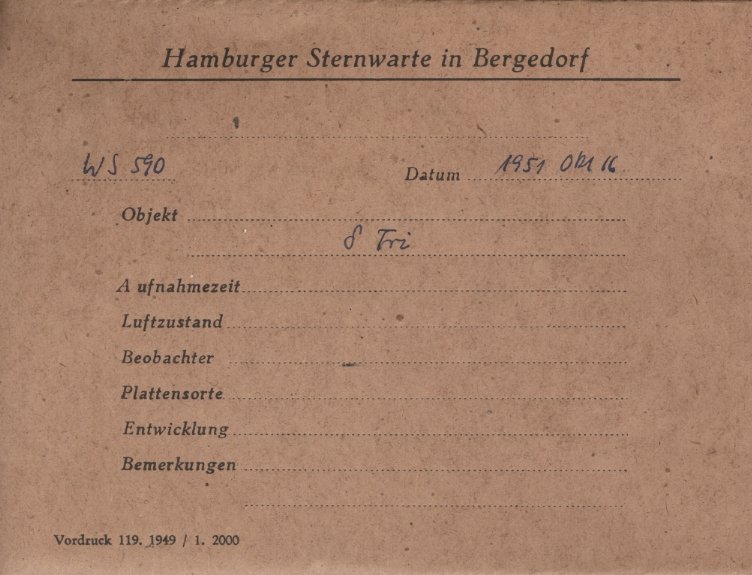 Hamburger Sternwarte in Bergedorf
WS 590 Datum 1951 Okt 16
Objekt
δ Tri
Aufnahmezeit
Luftzustand
Beobachter
Plattensorte
Entwicklung
Bemerkungen
Vordruck 119. 1949 / 1. 2000